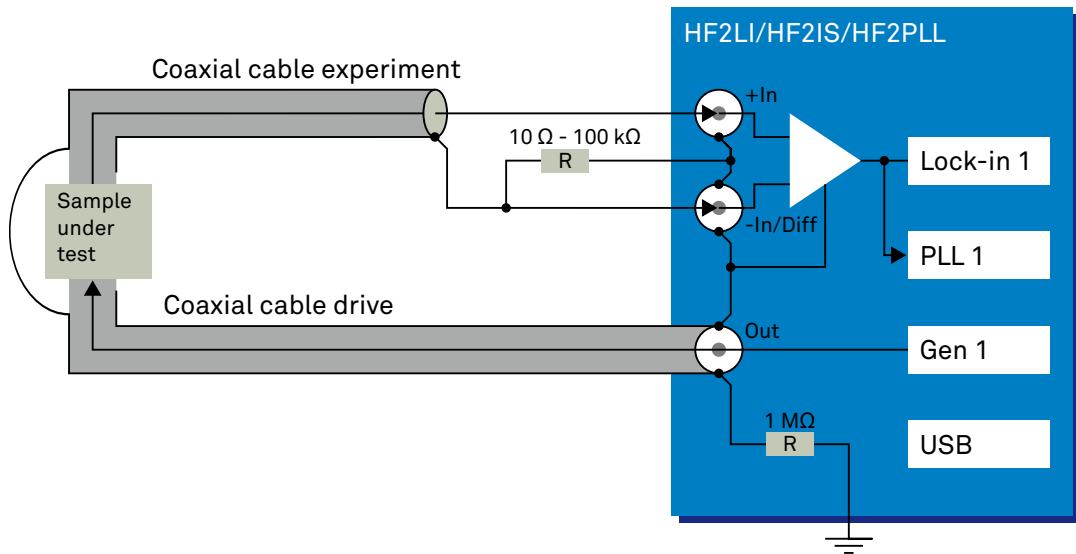 HF2LI/HF2IS/HF2PLL
Coaxial cable experiment
+In
10 Ω - 100 kΩ
R
Lock-in 1
Sample
under
test
-In/Diff
PLL 1
Coaxial cable drive
Out
Gen 1
1 MΩ
R
USB